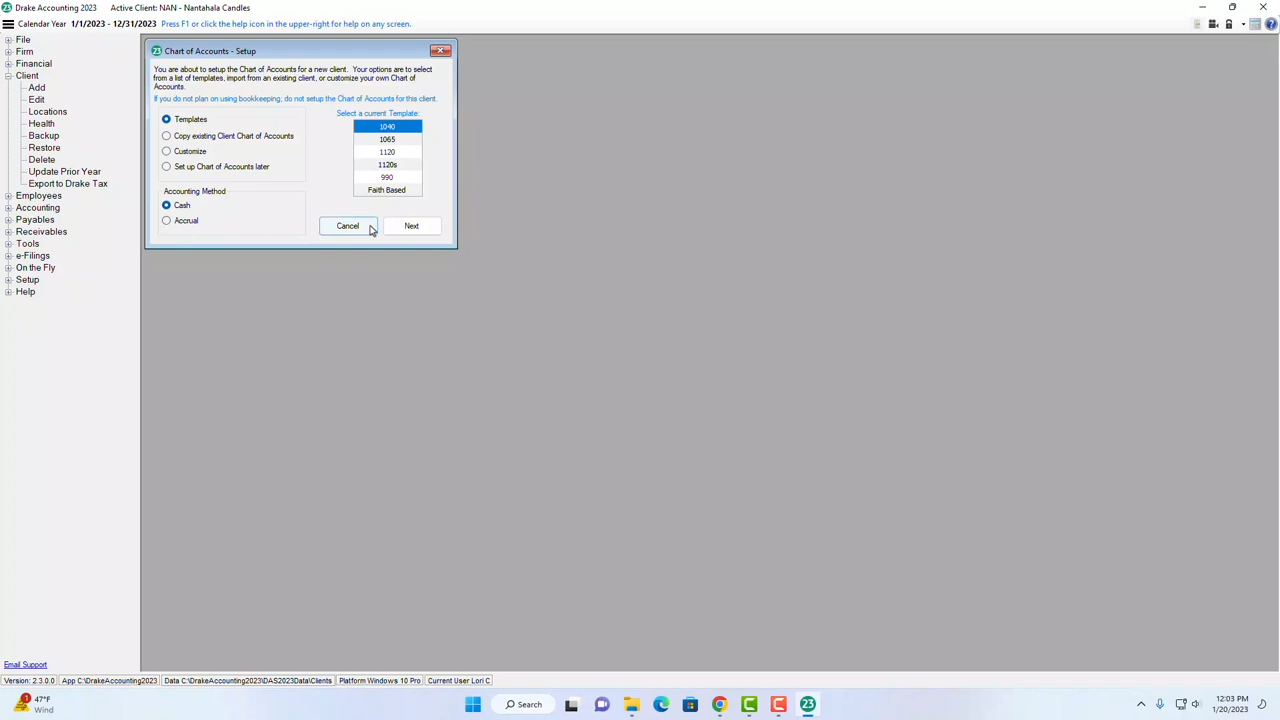 Drake Accounting 2023 Active Client: NAN - Nantahala Candles
Calendar Year 1/1/2023 - 12/31/2023 Press F1 or click the help icon in the upper-right for help on any screen.
File
Firm
Financial
Client
Add
Edit
Locations
Health
Backup
Restore
Delete
Update Prior Year
Export to Drake Tax
Employees
Accounting
Payables
Receivables
Tools
e-Filings
On the Fly
Setup
Help
23 Chart of Accounts - Setup
You are about to setup the Chart of Accounts for a new client. Your options are to select
from a list of templates, import from an existing client, or customize your own Chart of
Accounts.
If you do not plan on using bookkeeping; do not setup the Chart of Accounts for this client.
Templates
Copy existing Client Chart of Accounts
Customize
Set up Chart of Accounts later
Select a current Template:
1040
1065
1120
1120s
990
Faith Based
Accounting Method
Cash
Accrual
Cancel Next
Email Support
Version: 2.3.0.0 App C:\DrakeAccounting2023 Data C:\DrakeAccounting2023\DAS2023Data\Clients Platform Windows 10 Pro Current User Lori C
1
47°F
Wind
Search
23
12:03 PM
1/20/2023